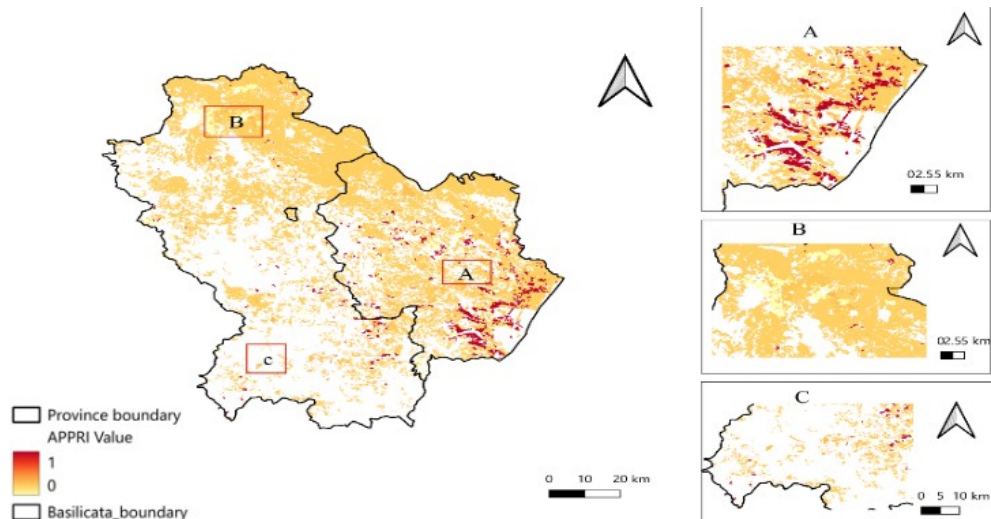 B
A
c
Province boundary
APPRI Value
1
0
Basilicata_boundary
0 10 20 km
A
02.55 km
B
02.55 km
C
0 5 10 km